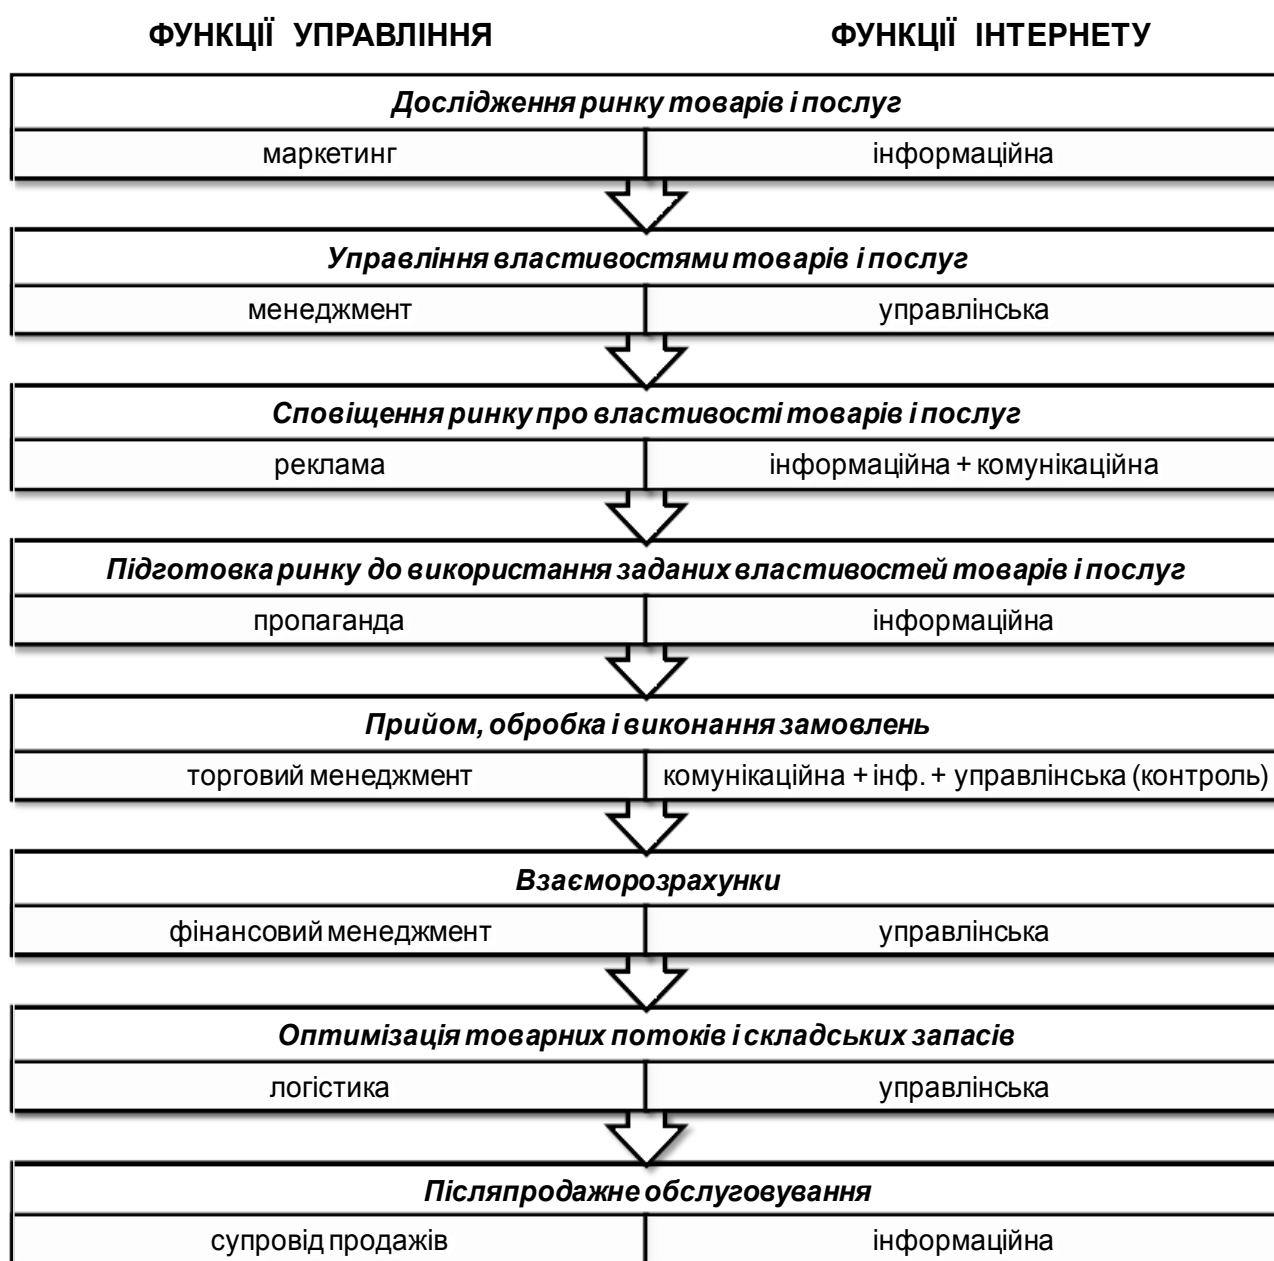 ФУНКЦІЇ УПРАВЛІННЯ ФУНКЦІЇ ІНТЕРНЕТУ
Дослідження ринку товарів і послуг
маркетинг інформаційна
Управління властивостями товарів і послуг
менеджмент управлінська
Сповіщення ринку про властивості товарів і послуг
реклама інформаційна + комунікаційна
Підготовка ринку до використання заданих властивостей товарів і послуг
пропаганда інформаційна
Прийом, обробка і виконання замовлень
торговий менеджмент комунікаційна + інф. + управлінська (контроль)
Взаєморозрахунки
фінансовий менеджмент управлінська
Оптимізація товарних потоків і складських запасів
логістика управлінська
Післяпродажне обслуговування
супровід продажів інформаційна